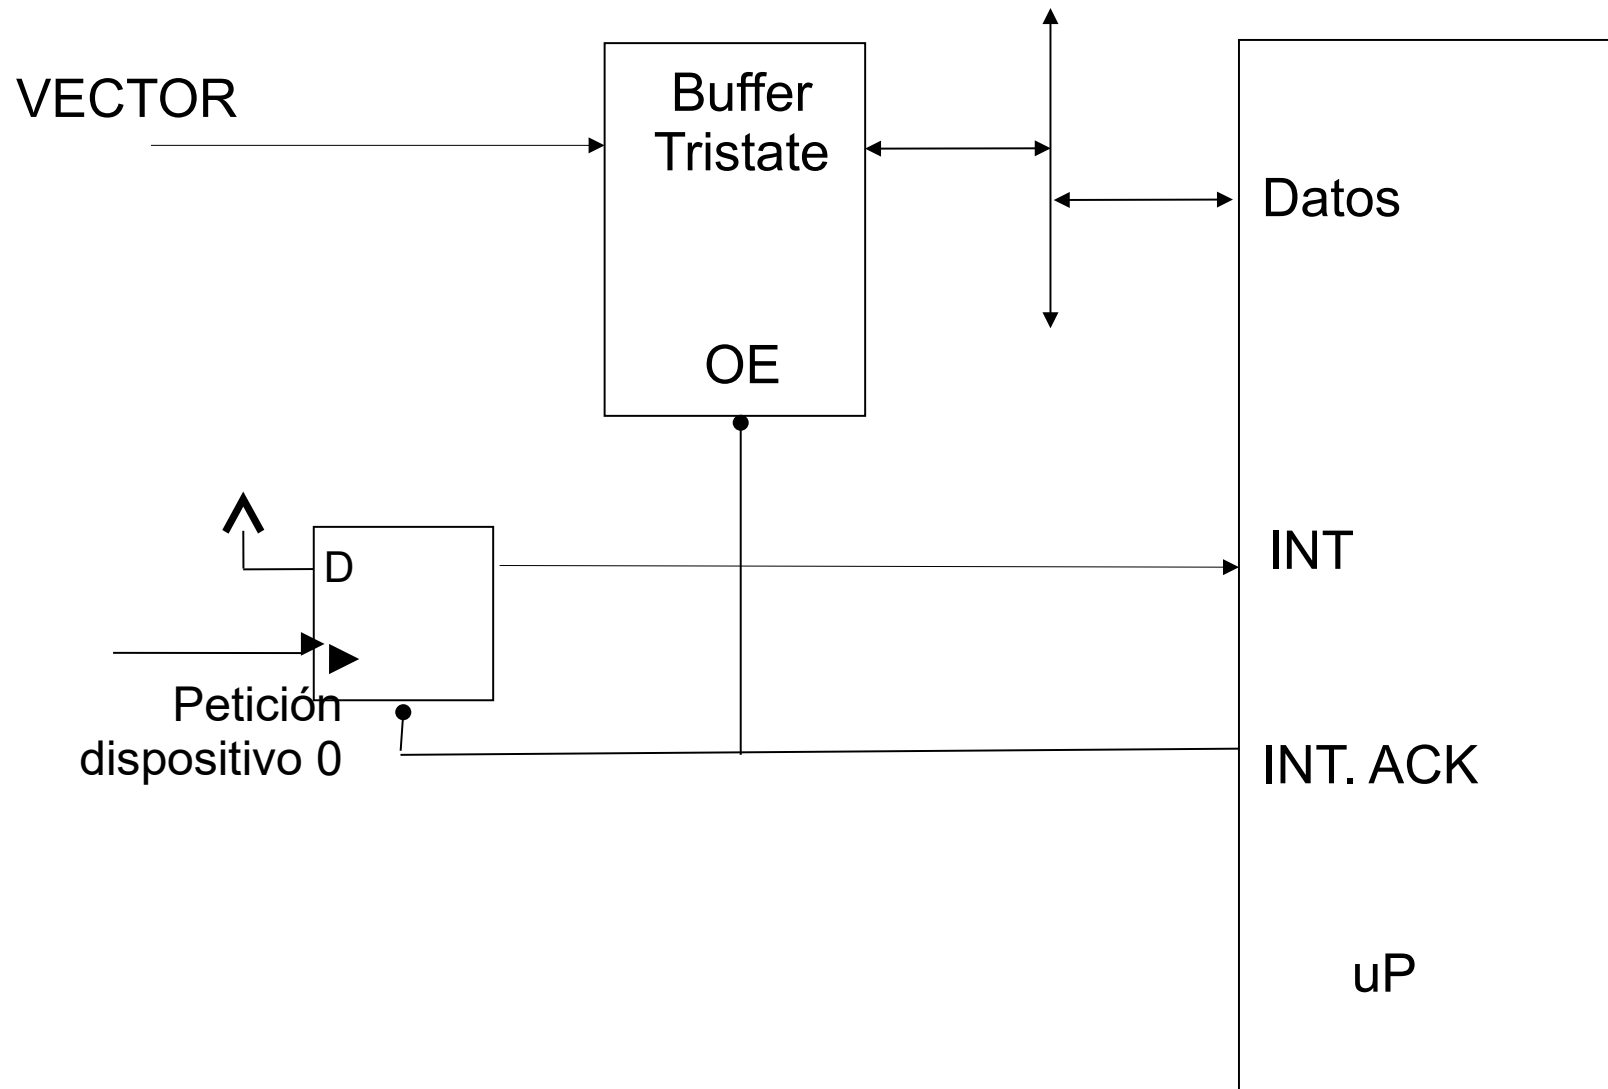 VECTOR
Buffer
Tristate
OE
Datos
D
INT
Petición
dispositivo 0
INT. ACK
uP